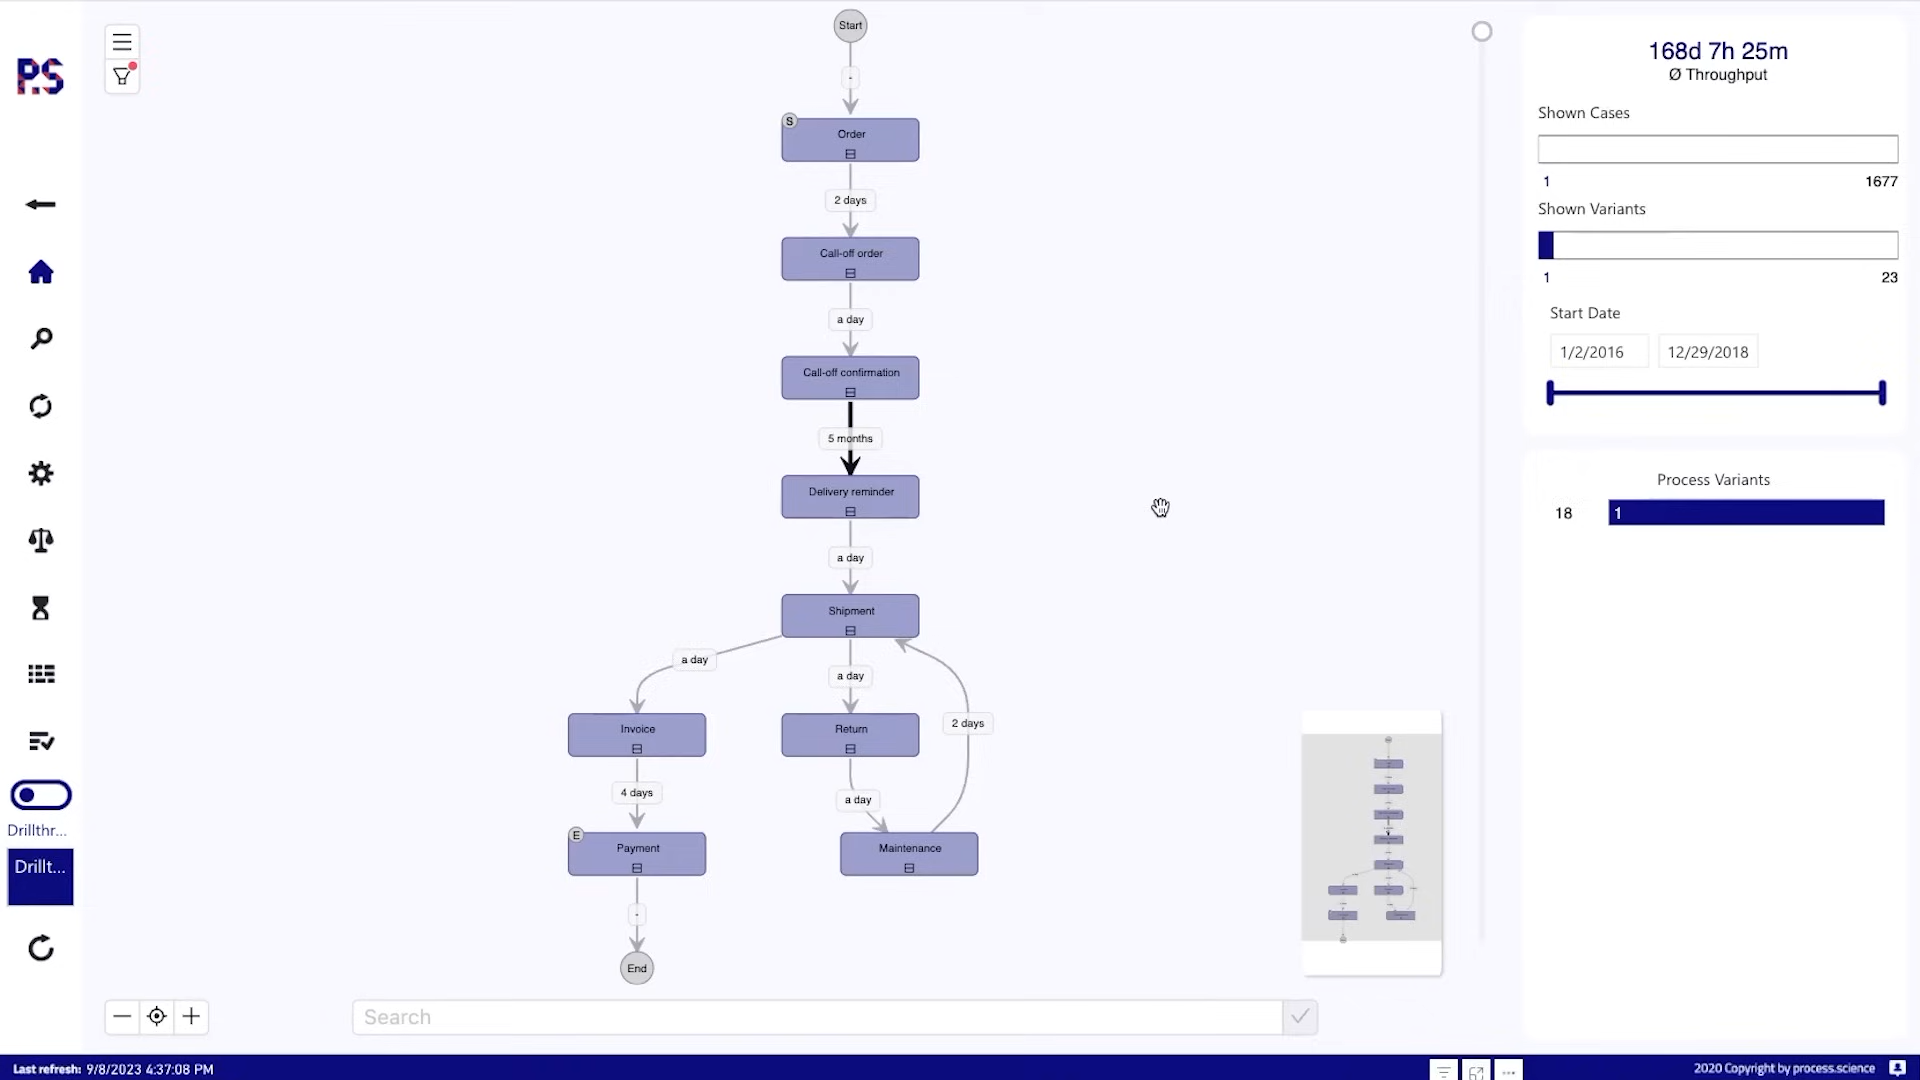 Start
-
P.S
S
Order
2 days
Call-off order
a day
Call-off confirmation
5 months
Delivery reminder
a day
Shipment
a day
a day
Invoice
Return
2 days
4 days
a day
E
Payment
Maintenance
-
End
Search
168d 7h 25m
Ø Throughput
Shown Cases
1 1677
Shown Variants
1 23
Start Date
1/2/2016 12/29/2018
Process Variants
18 1
Drillthr...
Drillt...
Last refresh: 9/8/2023 4:37:08 PM
2020 Copyright by process.science